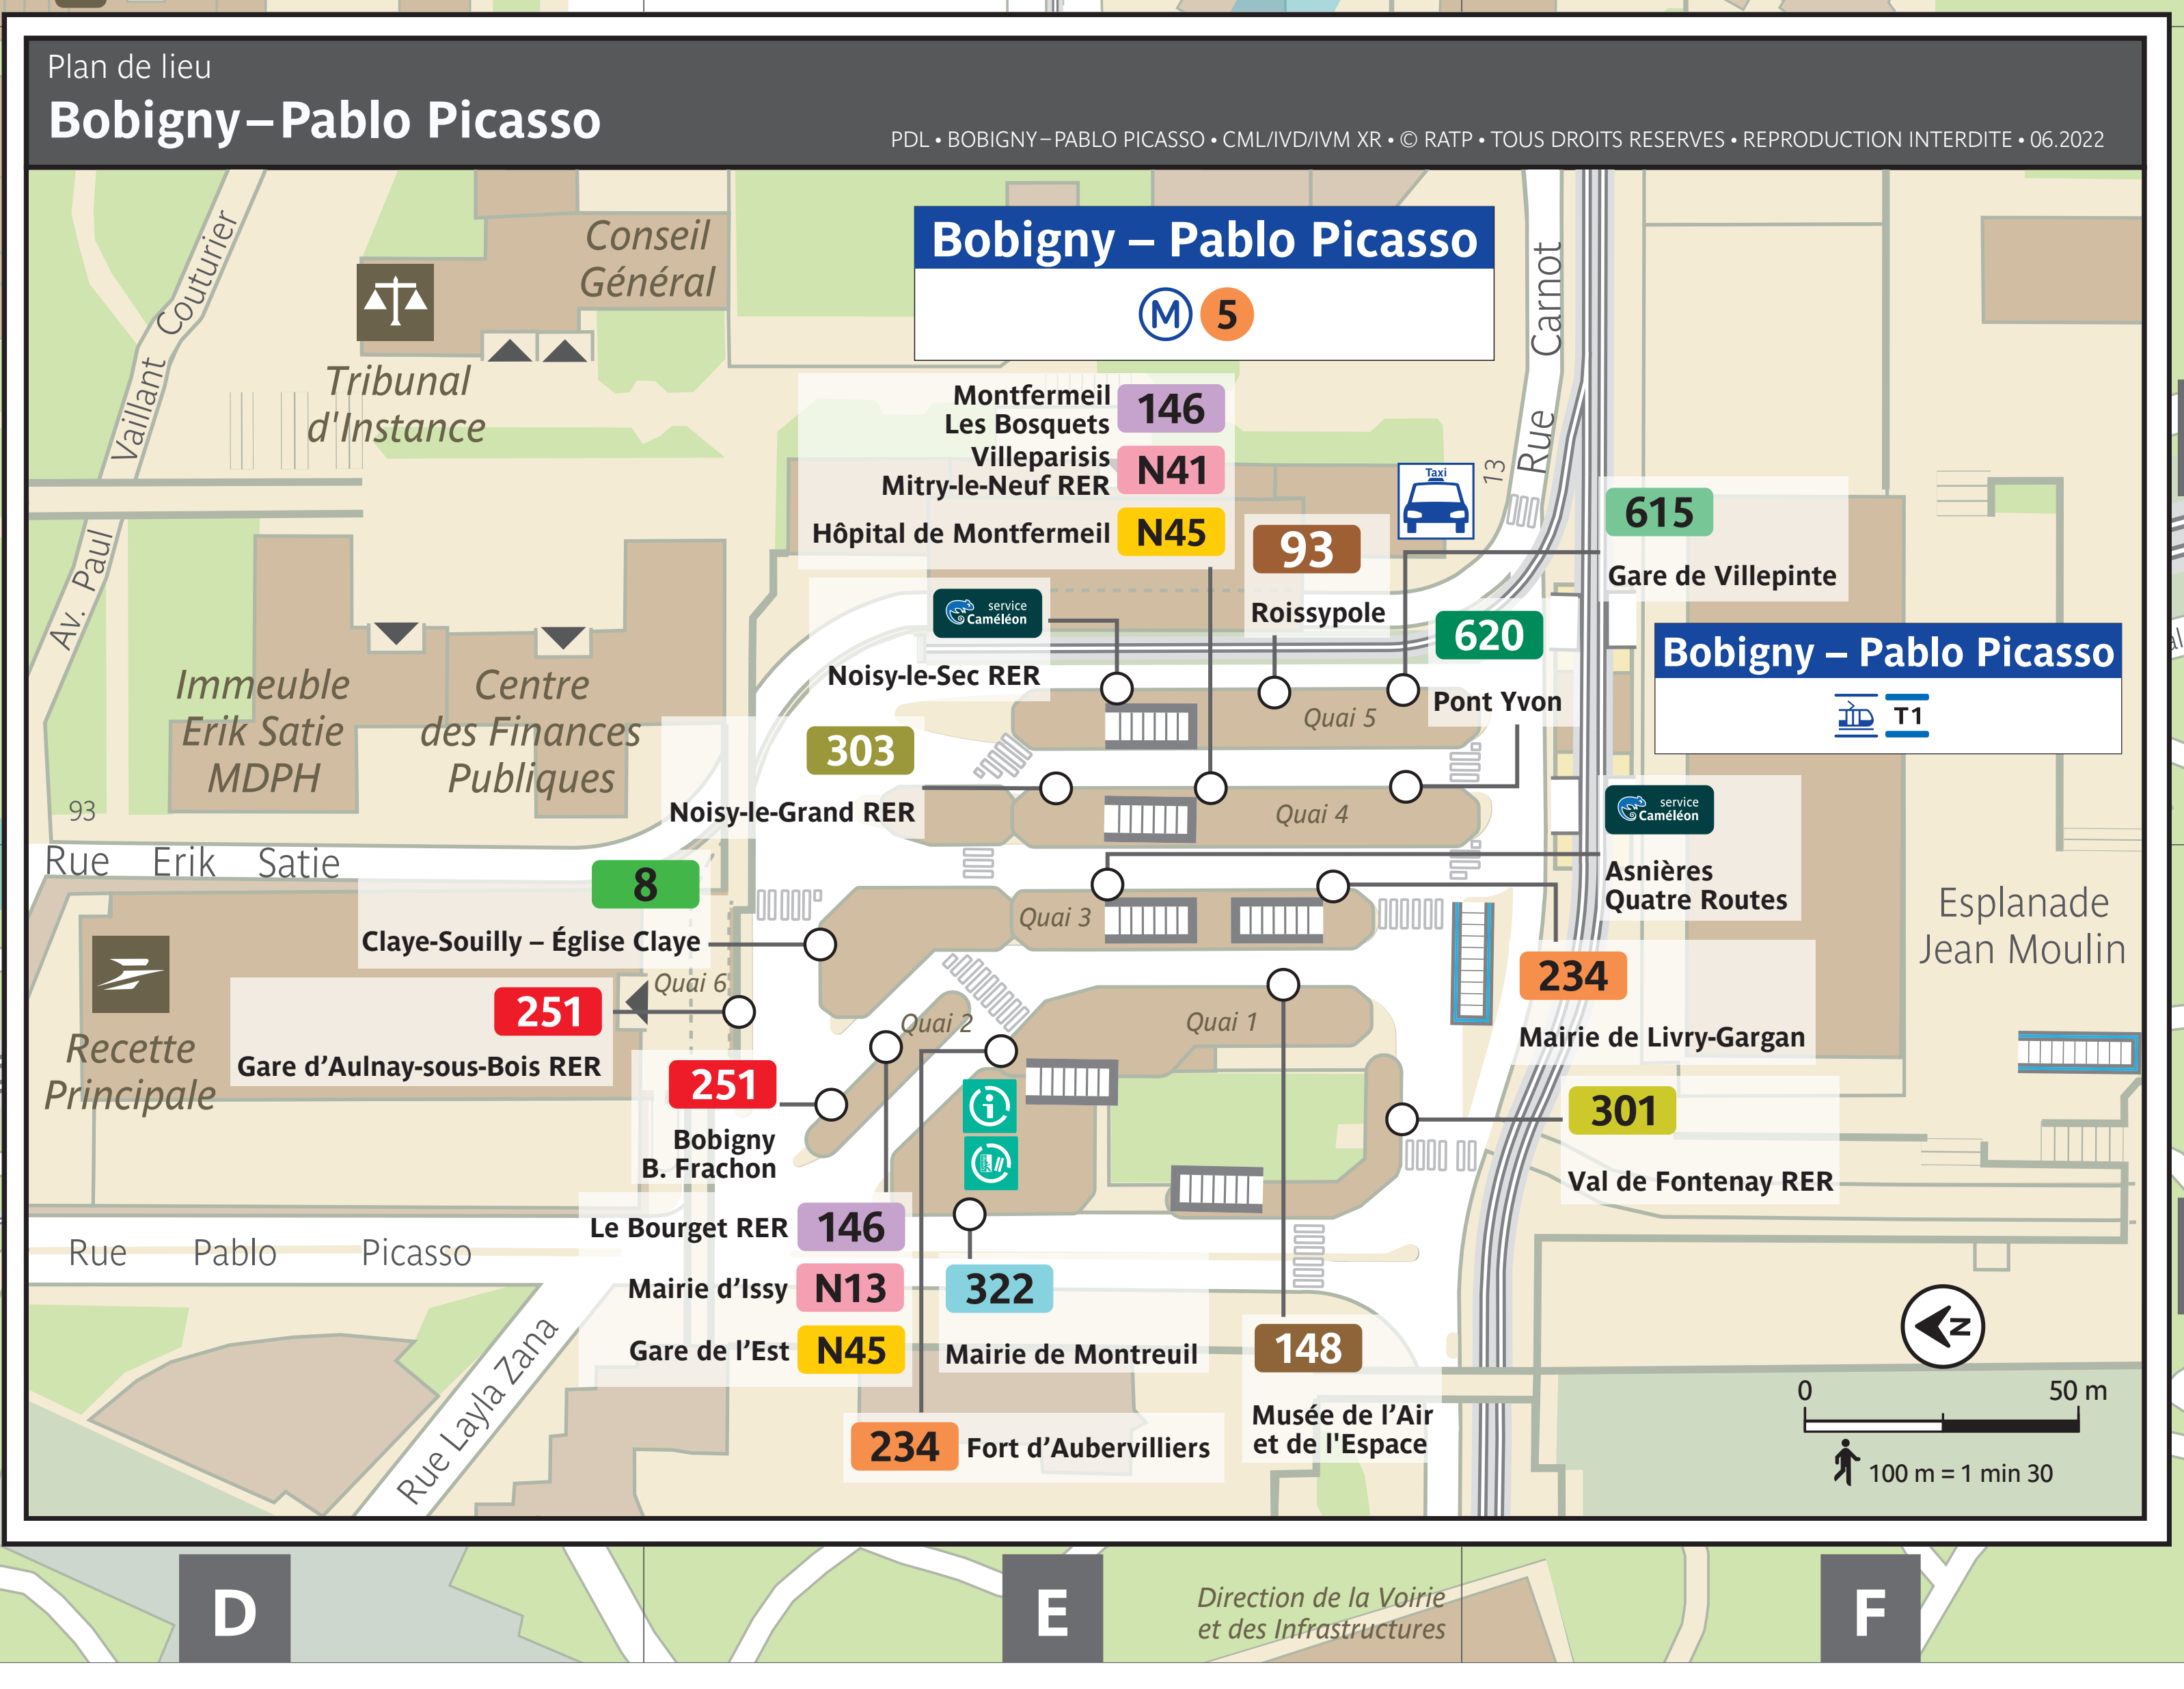 Plan de lieu
Bobigny–Pablo Picasso
PDL • BOBIGNY–PABLO PICASSO • CML/IVD/IVM XR • © RATP • TOUS DROITS RESERVES • REPRODUCTION INTERDITE • 06.2022
Conseil
Général
Tribunal
d'Instance
Av. Paul Vaillant Couturier
Bobigny – Pablo Picasso
M 5
Rue Carnot
13
Montfermeil
Les Bosquets
146
Villeparisis
Mitry-le-Neuf RER
N41
Hôpital de Montfermeil
N45
Taxi
93
Roissypole
615
Gare de Villepinte
service
Caméléon
Noisy-le-Sec RER
620
Pont Yvon
Bobigny – Pablo Picasso
T1
Immeuble
Erik Satie
MDPH
Centre
des Finances
Publiques
93
Quai 5
303
Noisy-le-Grand RER
Quai 4
service
Caméléon
Asnières
Quatre Routes
Rue Erik Satie
8
Claye-Souilly – Église Claye
Quai 3
Esplanade
Jean Moulin
234
Mairie de Livry-Gargan
Quai 6
251
Gare d’Aulnay-sous-Bois RER
Recette
Principale
Quai 2
Quai 1
251
Bobigny
B. Frachon
301
Val de Fontenay RER
Rue Pablo Picasso
Le Bourget RER
146
Mairie d’Issy
N13
Gare de l’Est
N45
322
Mairie de Montreuil
148
Musée de l’Air
et de l'Espace
234
Fort d’Aubervilliers
Rue Layla Zana
N
0
50 m
100 m = 1 min 30
D
E
F
Direction de la Voirie
et des Infrastructures